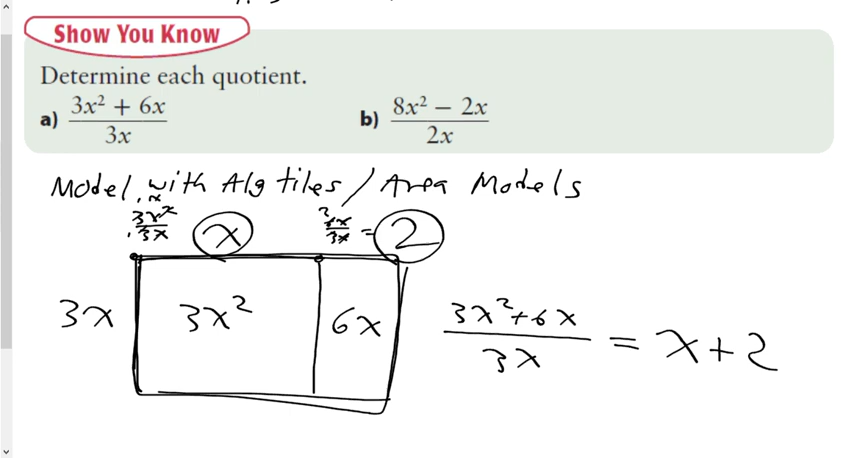 Show You Know
Determine each quotient.
a) (3x² + 6x)/(3x) b) (8x² − 2x)/(2x)
Model with Alg tiles / Area Models
3x²/3x x 6x/3x = 2
3x 3x² 6x (3x²+6x)/(3x) = x+2